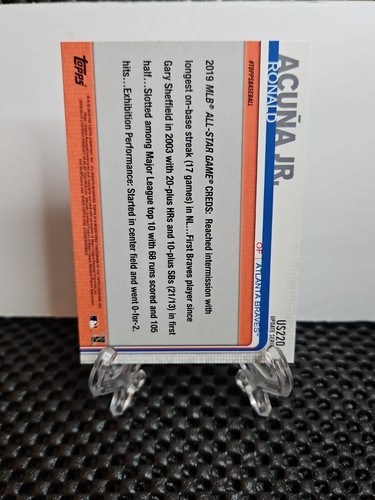 US220
UPDATE SERIES
ACUÑA JR.
RONALD
OF | ATLANTA BRAVES®
#TOPPSBASEBALL
2019 MLB® ALL-STAR GAME® CREDS: Reached intermission with
longest on-base streak (17 games) in NL...First Braves player since
Gary Sheffield in 2003 with 20-plus HRs and 10-plus SBs (21/13) in first
half...Slotted among Major League top 10 with 68 runs scored and 105
hits...Exhibition Performance: Started in center field and went 0-for-2.
topps